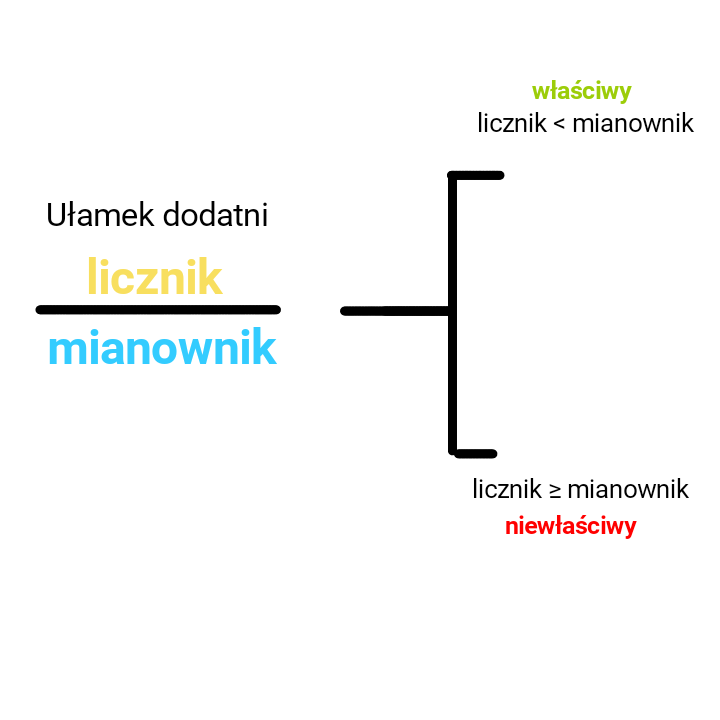 właściwy
licznik < mianownik
Ułamek dodatni
licznik
mianownik
licznik ≥ mianownik
niewłaściwy